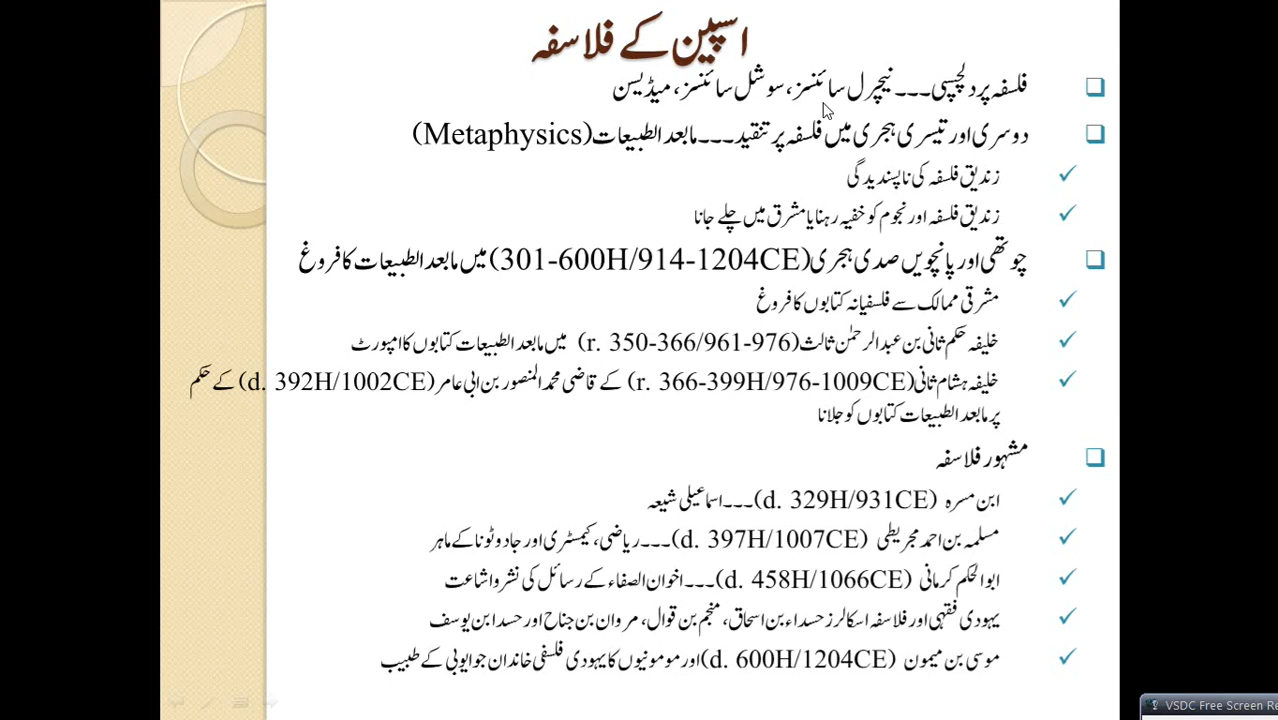 اسپین کے فلاسفہ
فلسفہ پر دلچسپی۔۔۔ نیچرل سائنسز، سوشل سائنسز، میڈیسن
دوسری اور تیسری ہجری میں فلسفہ پر تنقید۔۔۔ مابعد الطبیعات (Metaphysics)
زندیق فلسفہ کی ناپسندیدگی
زندیق فلسفہ اور نجوم کو خفیہ رہنا یا مشرق میں چلے جانا
چوتھی اور پانچویں صدی ہجری (301-600H/914-1204CE) میں مابعد الطبیعات کا فروغ
مشرقی ممالک سے فلسفیانہ کتابوں کا فروغ
خلیفہ حکم ثانی بن عبدالرحمٰن ثالث (r. 350-366/961-976) میں مابعد الطبیعات کتابوں کا امپورٹ
خلیفہ ہشام ثانی (r. 366-399H/976-1009CE) کے قاضی محمد المنصور بن ابی عامر (d. 392H/1002CE) کے حکم
پر مابعد الطبیعات کتابوں کو جلانا
مشہور فلاسفہ
ابن مسرہ (d. 329H/931CE)۔۔۔ اسماعیلی شیعہ
مسلمہ بن احمد مجریطی (d. 397H/1007CE)۔۔۔ ریاضی، کیمسٹری اور جادو ٹونا کے ماہر
ابوالحکم کرمانی (d. 458H/1066CE)۔۔۔ اخوان الصفاء کے رسائل کی نشر و اشاعت
یہودی فقہی اور فلاسفہ اسکالرز حسداء بن اسحاق، منجم بن قوال، مروان بن جناح اور حسدا ابن یوسف
موسی بن میمون (d. 600H/1204CE) اور مومونیوں کا یہودی فلسفی خاندان جو ایوبی کے طبیب
VSDC Free Screen Re